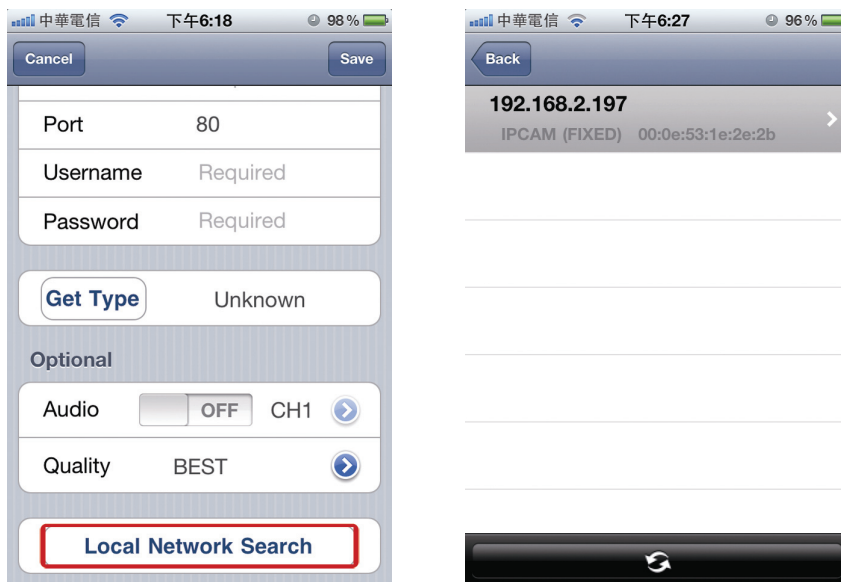 中華電信 下午6:18 98%
Cancel Save
Port 80
Username Required
Password Required
Get Type Unknown
Optional
Audio OFF CH1
Quality BEST
Local Network Search
中華電信 下午6:27 96%
Back
192.168.2.197
IPCAM (FIXED) 00:0e:53:1e:2e:2b